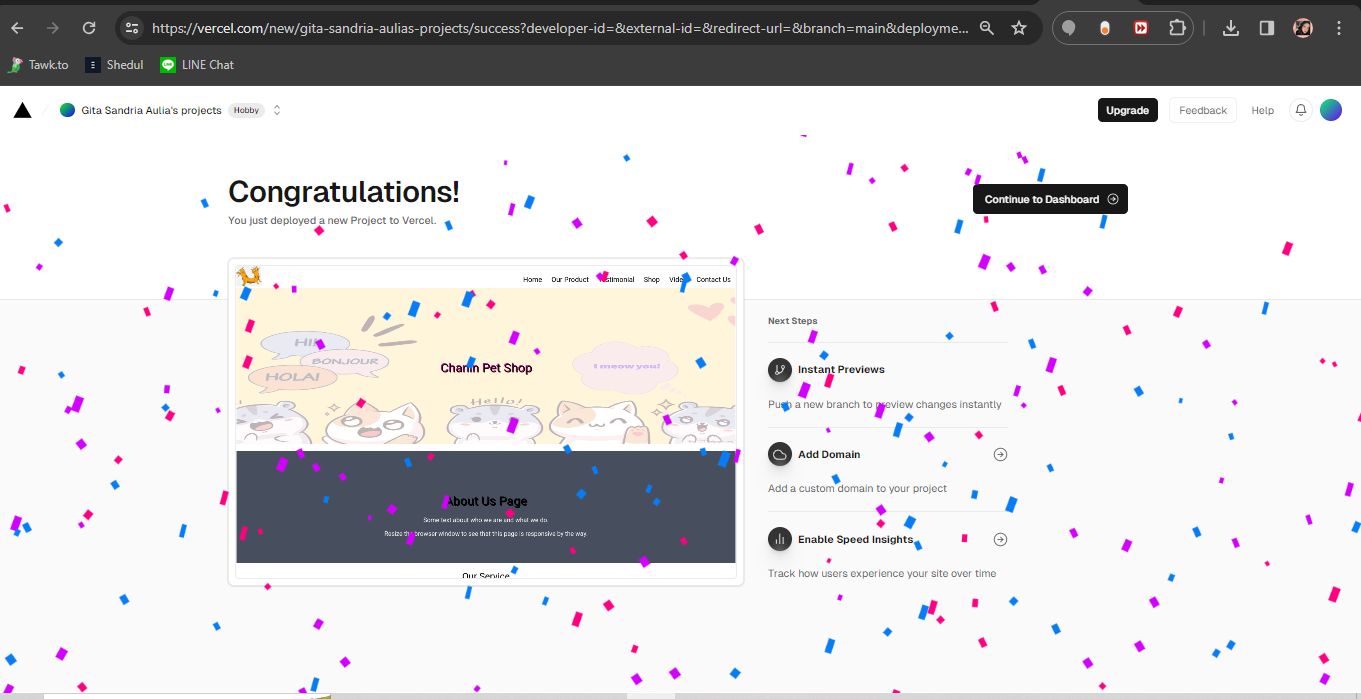 https://vercel.com/new/gita-sandria-aulias-projects/success?developer-id=&external-id=&redirect-url=&branch=main&deployme...
Tawk.to
Shedul
LINE Chat
Gita Sandria Aulia's projects
Hobby
Upgrade
Feedback
Help
Congratulations!
You just deployed a new Project to Vercel.
Continue to Dashboard
Home
Our Product
Testimonial
Shop
Video
Contact Us
HI!
BONJOUR
HOLA!
Chanin Pet Shop
I meow you!
Hello!
About Us Page
Some text about who we are and what we do.
Resize the browser window to see that this page is responsive by the way.
Our Service
Next Steps
Instant Previews
Push a new branch to preview changes instantly
Add Domain
Add a custom domain to your project
Enable Speed Insights
Track how users experience your site over time